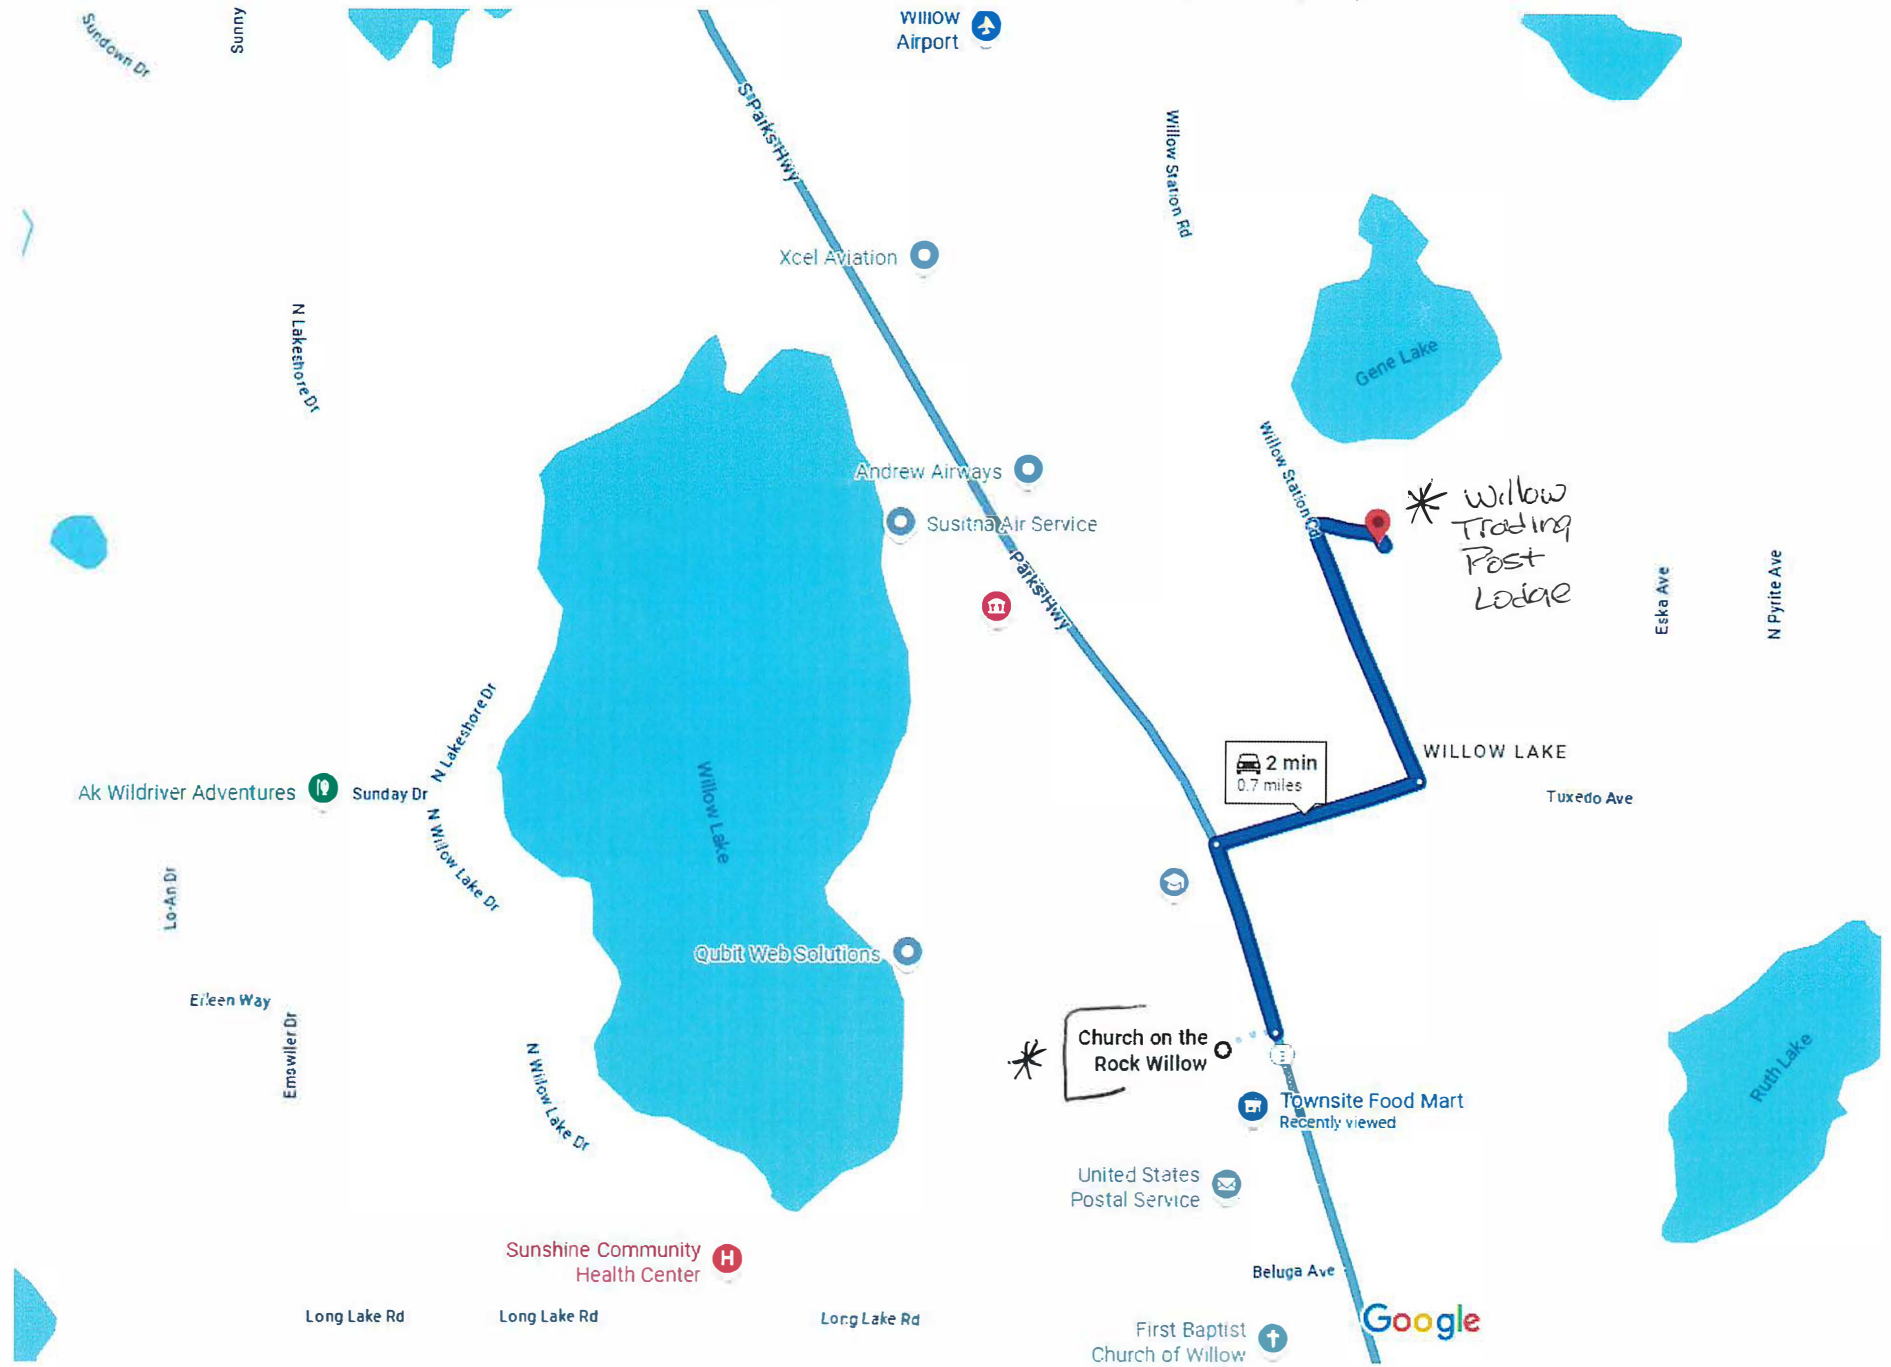 Sundown Dr
Sunny
Willow
Airport
S Parks Hwy
Willow Station Rd
Xcel Aviation
N Lakeshore Dr
Gene Lake
Willow Station Rd
Andrew Airways
Susitna Air Service
* Willow
Trading
Post
Lodge
Parks Hwy
Eska Ave
N Pyrite Ave
N Lakeshore Dr
WILLOW LAKE
2 min
0.7 miles
Ak Wildriver Adventures
Sunday Dr
Tuxedo Ave
Willow Lake
N Willow Lake Dr
Lo-An Dr
Qubit Web Solutions
Eileen Way
Emswiler Dr
* Church on the
Rock Willow
N Willow Lake Dr
Ruth Lake
Townsite Food Mart
Recently viewed
United States
Postal Service
Sunshine Community
Health Center
H
Beluga Ave
Long Lake Rd
Long Lake Rd
Long Lake Rd
First Baptist
Church of Willow
Google